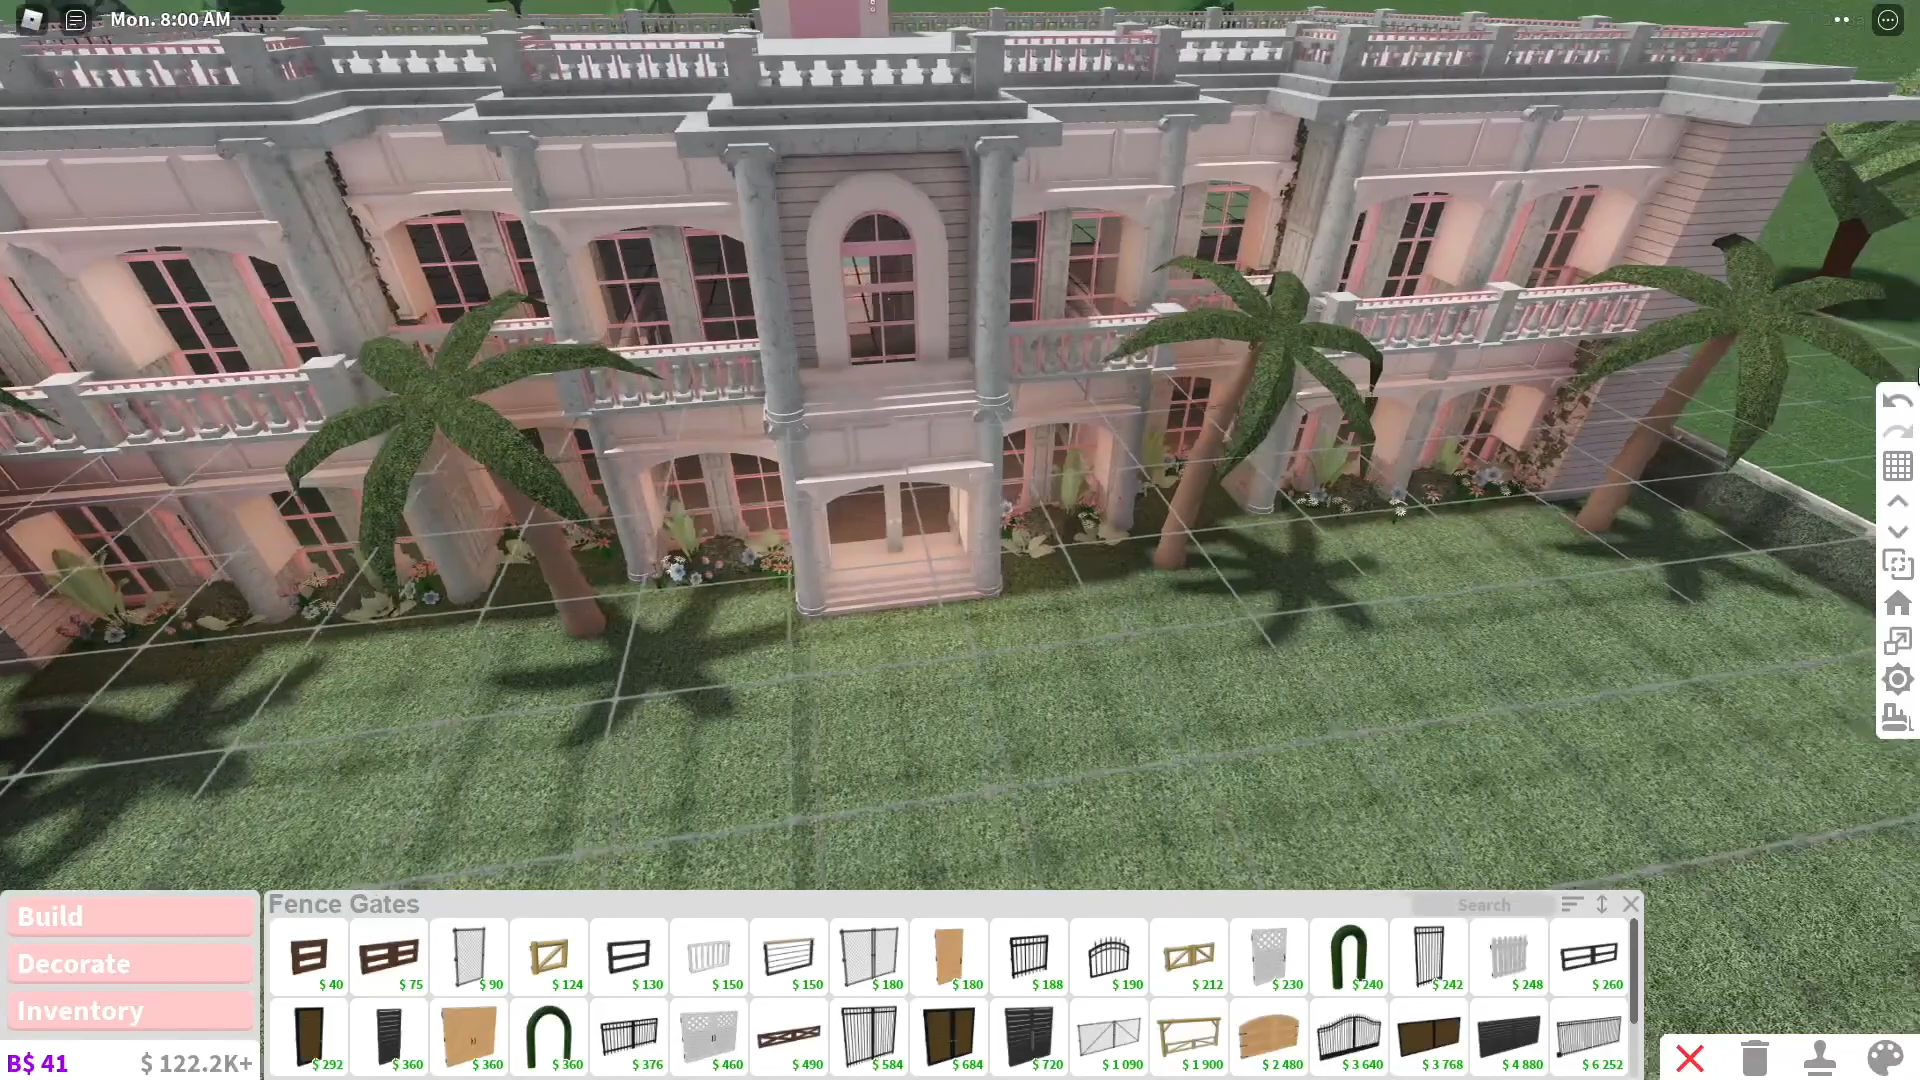 Mon. 8:00 AM
Build
Decorate
Inventory
B$ 41
$ 122.2K+
Fence Gates
Search
$ 40
$ 75
$ 90
$ 124
$ 130
$ 150
$ 150
$ 180
$ 180
$ 188
$ 190
$ 212
$ 230
$ 240
$ 242
$ 248
$ 260
$ 292
$ 360
$ 360
$ 360
$ 376
$ 460
$ 490
$ 584
$ 684
$ 720
$ 1 090
$ 1 900
$ 2 480
$ 3 640
$ 3 768
$ 4 880
$ 6 252